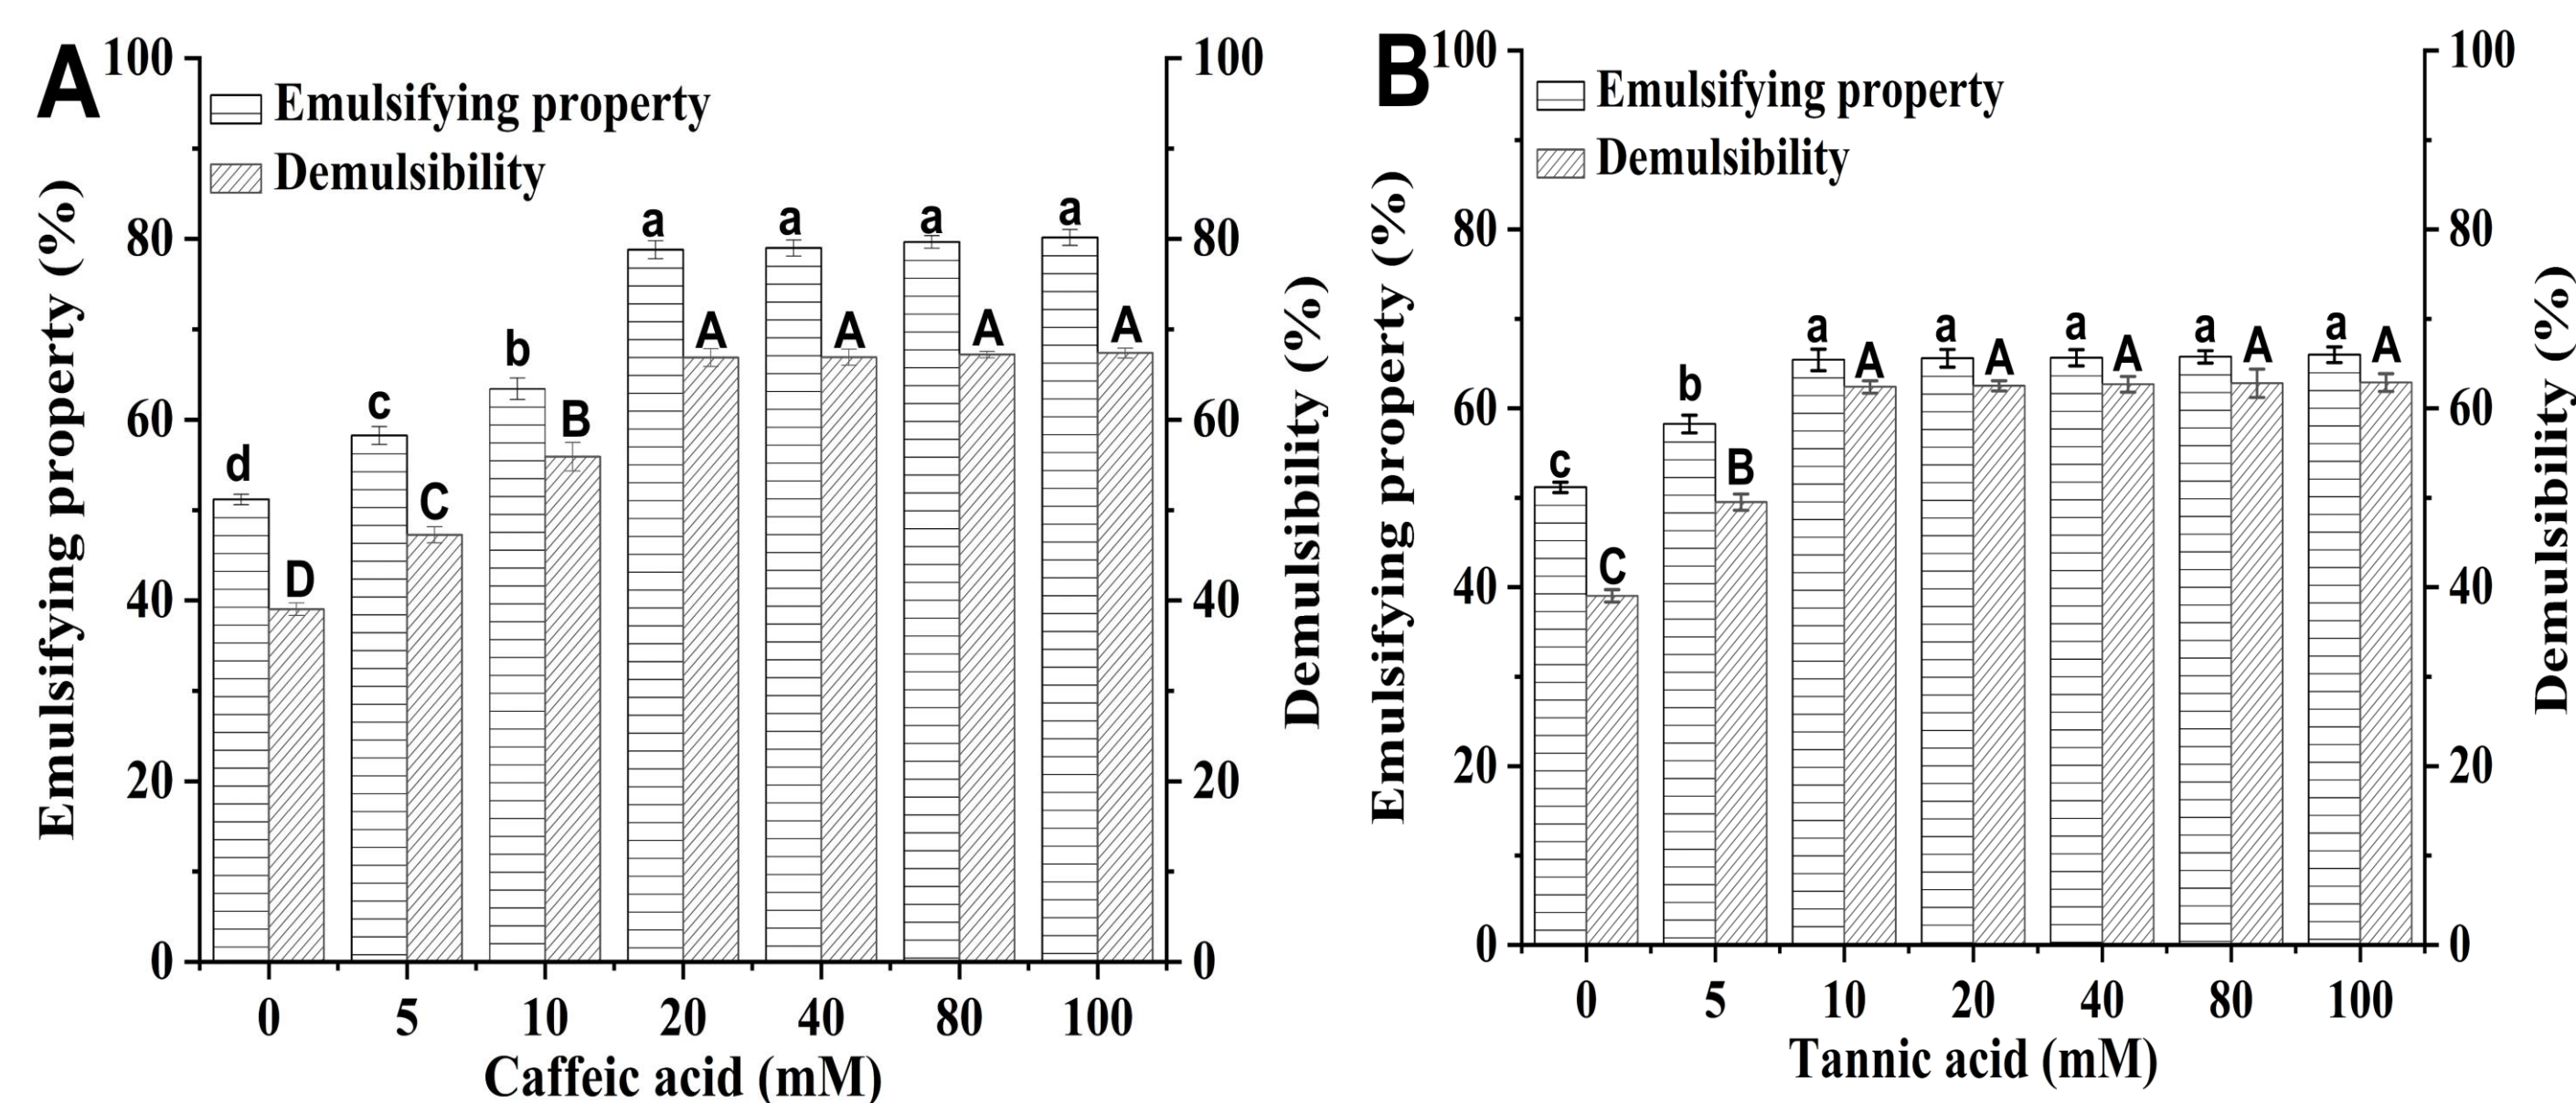 A
Emulsifying property
Demulsibility
Emulsifying property (%)
100
80
60
40
20
0
d
D
c
C
b
B
a
A
a
A
a
A
a
A
100
80
60
40
20
0
Demulsibility (%)
0 5 10 20 40 80 100
Caffeic acid (mM)
B
Emulsifying property
Demulsibility
Emulsifying property (%)
100
80
60
40
20
0
c
C
b
B
a
A
a
A
a
A
a
A
a
A
100
80
60
40
20
0
Demulsibility (%)
0 5 10 20 40 80 100
Tannic acid (mM)